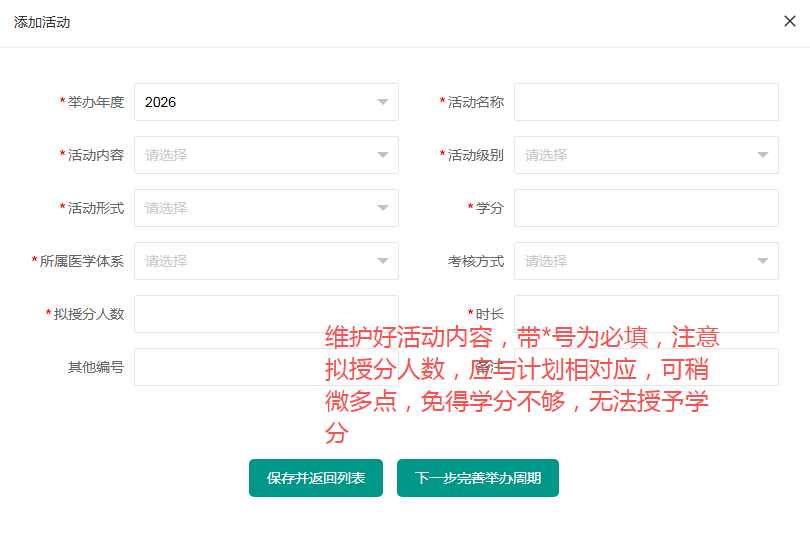 添加活动
*举办年度 2026 *活动名称
*活动内容 请选择 *活动级别 请选择
*活动形式 请选择 *学分
*所属医学体系 请选择 考核方式 请选择
*拟授分人数 *时长
维护好活动内容，带*号为必填，注意
拟授分人数，应与计划相对应，可稍
其他编号 备注
微多点，免得学分不够，无法授予学
分
保存并返回列表 下一步完善举办周期